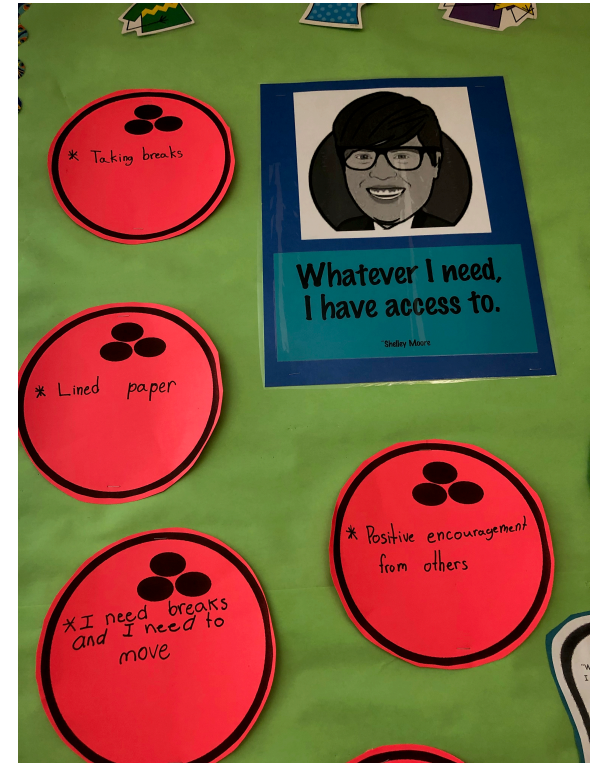 * Taking breaks
Whatever I need,
I have access to.
~Shelley Moore
* Lined paper
* Positive encouragement
from others
* I need breaks
and I need to
move
"W
I